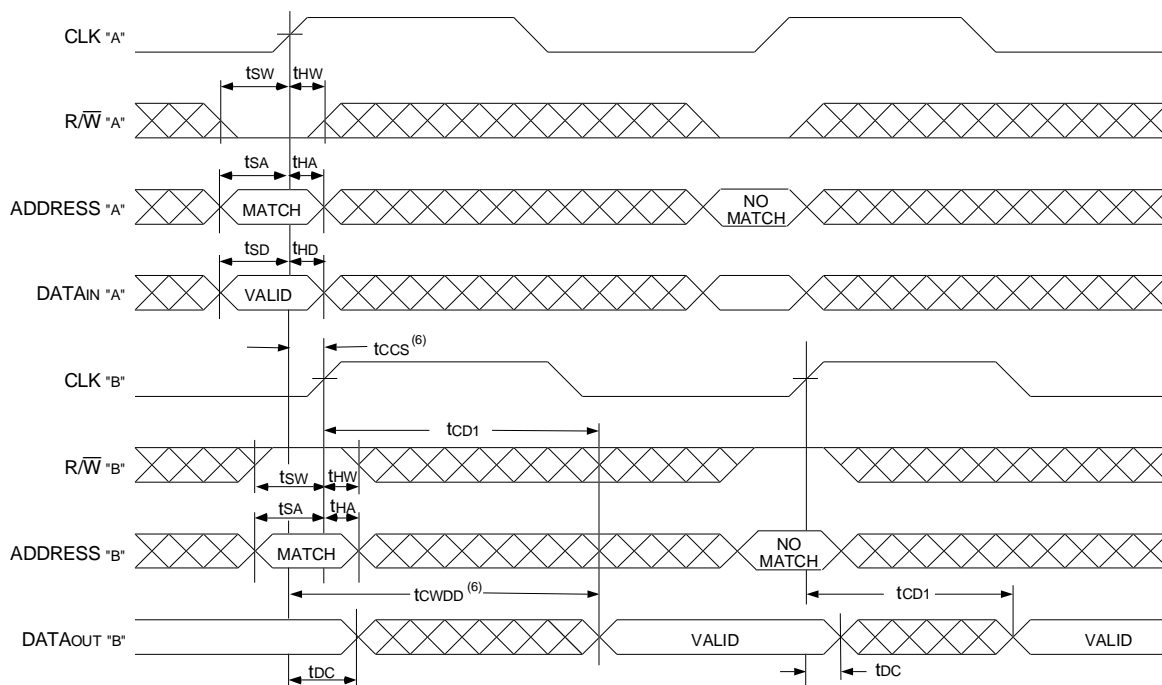 CLK "A"
tSW tHW
R/W̅ "A"
tSA tHA
ADDRESS "A" MATCH NO MATCH
tSD tHD
DATAIN "A" VALID
tCCS (6)
CLK "B"
tCD1
R/W̅ "B"
tSW tHW
tSA tHA
ADDRESS "B" MATCH NO MATCH
tCWDD (6) tCD1
DATAOUT "B" VALID VALID
tDC tDC